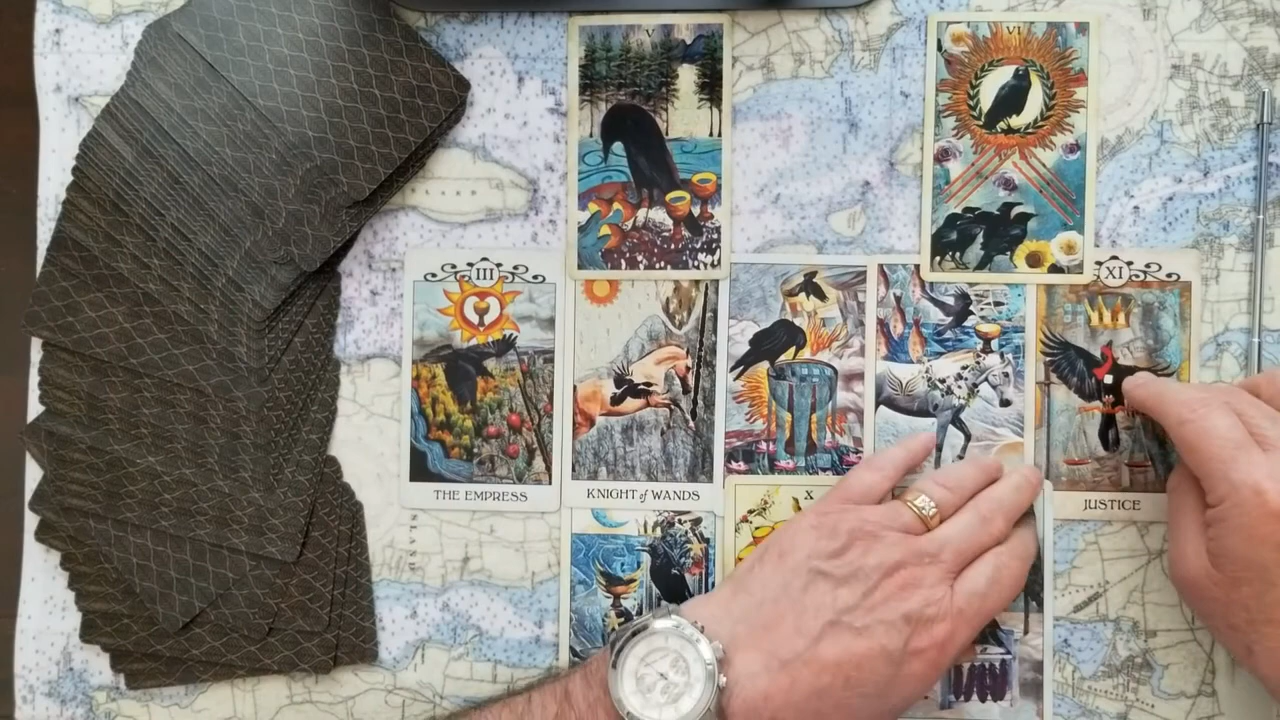 V
VI
III
XI
THE EMPRESS
KNIGHT of WANDS
X
JUSTICE